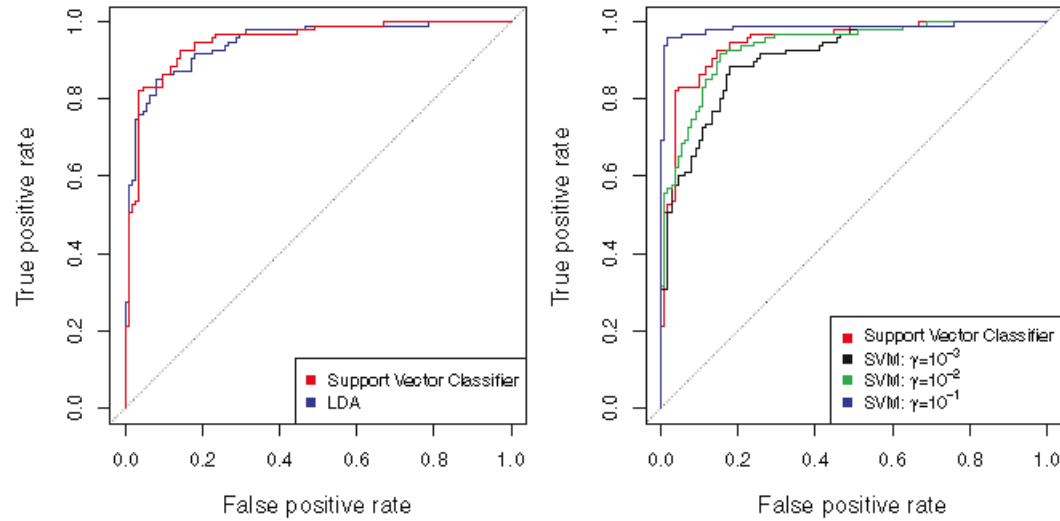 True positive rate
1.0
0.8
0.6
0.4
0.2
0.0
Support Vector Classifier
LDA
0.0 0.2 0.4 0.6 0.8 1.0
False positive rate
True positive rate
1.0
0.8
0.6
0.4
0.2
0.0
Support Vector Classifier
SVM: γ=10⁻³
SVM: γ=10⁻²
SVM: γ=10⁻¹
0.0 0.2 0.4 0.6 0.8 1.0
False positive rate